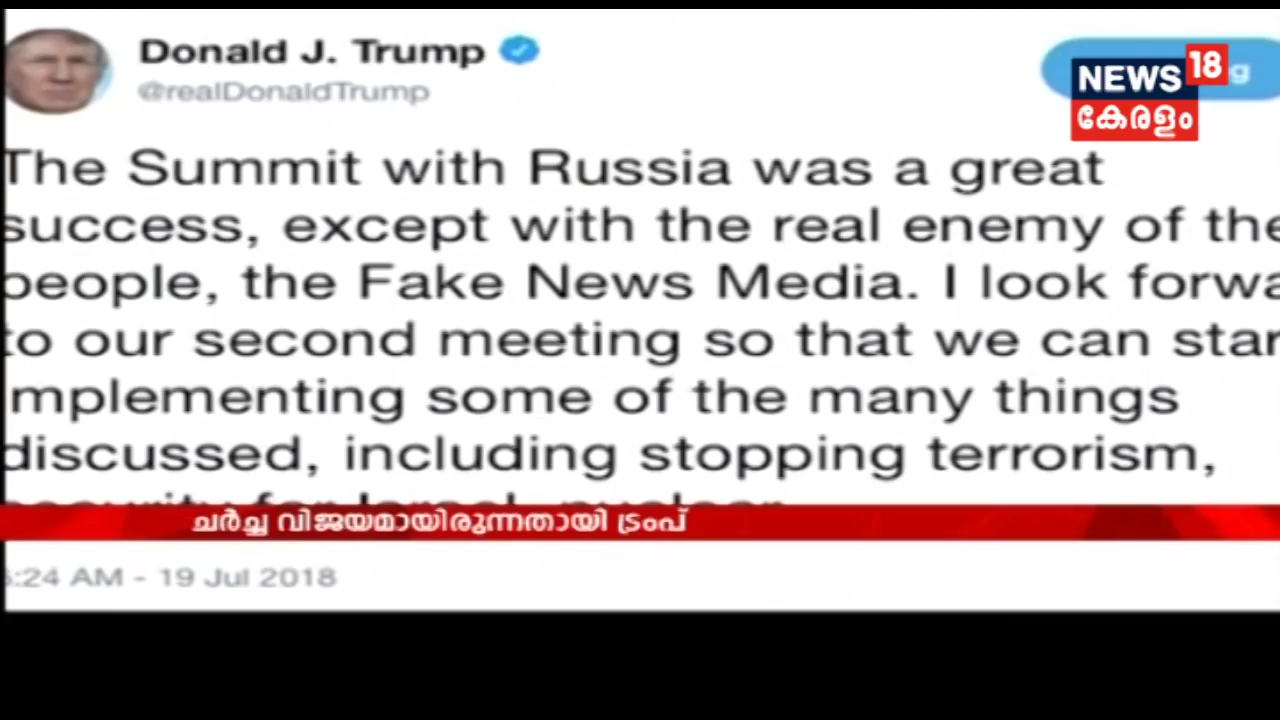 Donald J. Trump
@realDonaldTrump
NEWS 18
കേരളം
The Summit with Russia was a great
success, except with the real enemy of the
people, the Fake News Media. I look forwa
to our second meeting so that we can star
implementing some of the many things
discussed, including stopping terrorism,
ചർച്ച വിജയമായിരുന്നതായി ട്രംപ്
:24 AM - 19 Jul 2018